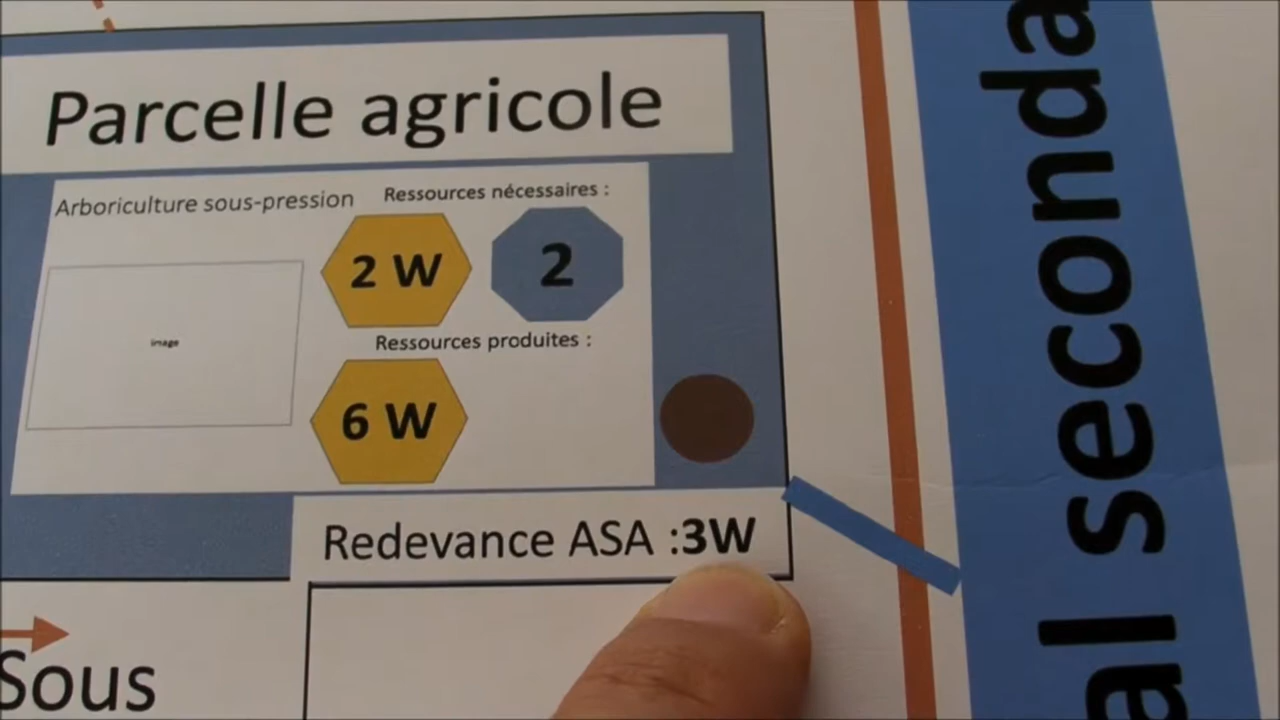 Parcelle agricole
Arboriculture sous-pression
Ressources nécessaires :
2 W
2
image
Ressources produites :
6 W
Redevance ASA :3W
Sous
al seconda